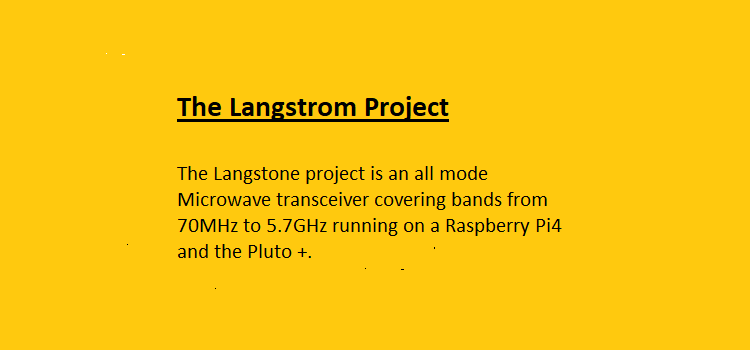 The Langstrom Project
The Langstone project is an all mode
Microwave transceiver covering bands from
70MHz to 5.7GHz running on a Raspberry Pi4
and the Pluto +.